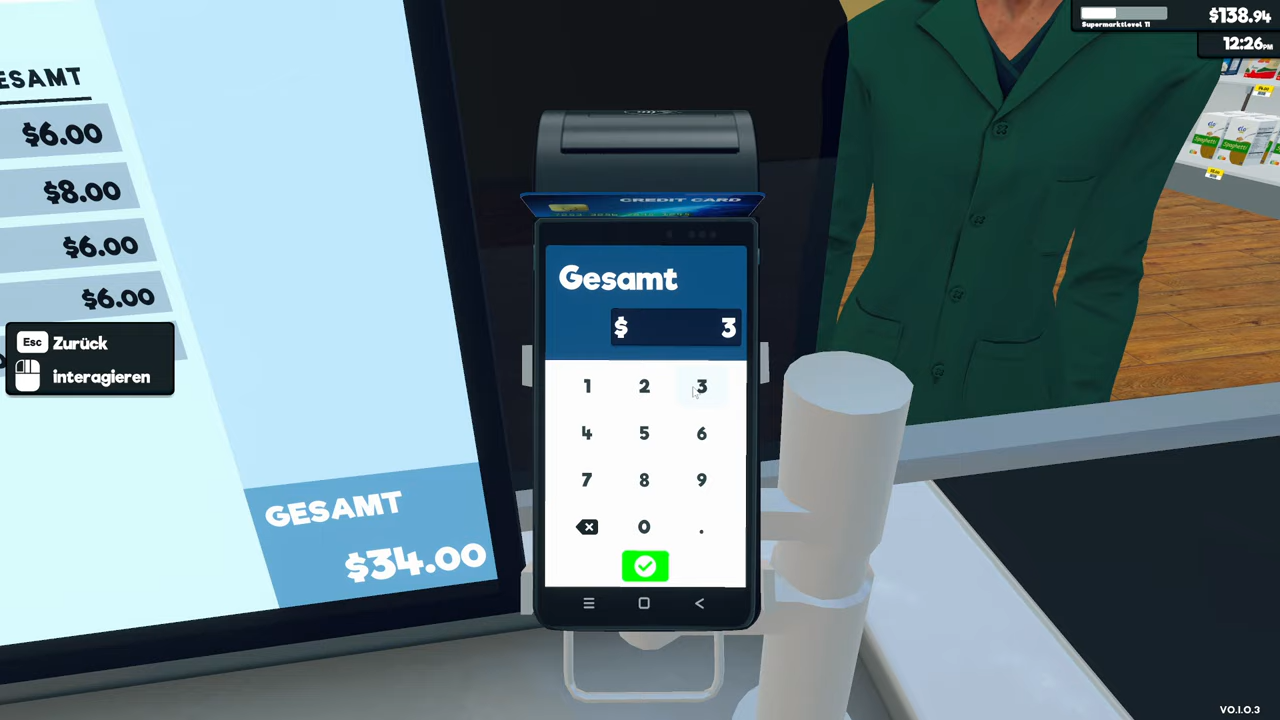 ESAMT
$6.00
$8.00
$6.00
$6.00
Esc Zurück
interagieren
GESAMT
$34.00
CREDIT CARD
Gesamt
$ 3
1 2 3
4 5 6
7 8 9
0 .
$138.94
Supermarktlevel 11
12:26PM
Spaghetti
V0.1.0.3